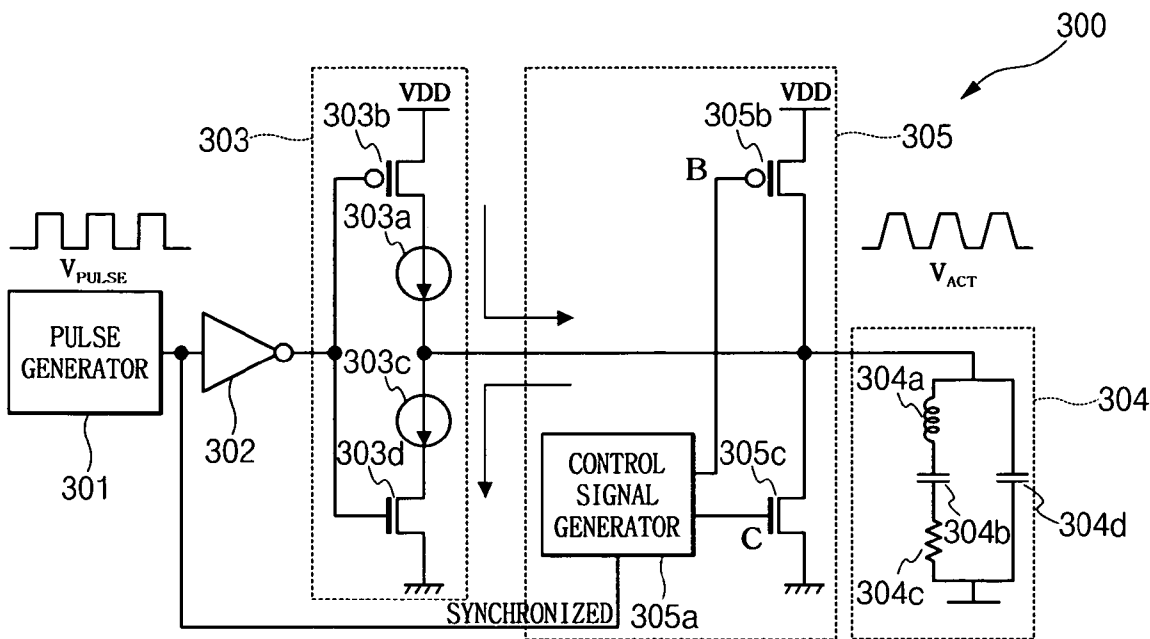 300
VDD
303b
303
303a
VDD
305b
305
B
V_PULSE
V_ACT
PULSE
GENERATOR
301
302
303c
303d
CONTROL
SIGNAL
GENERATOR
305c
C
304a
304
304b
304d
304c
SYNCHRONIZED
305a